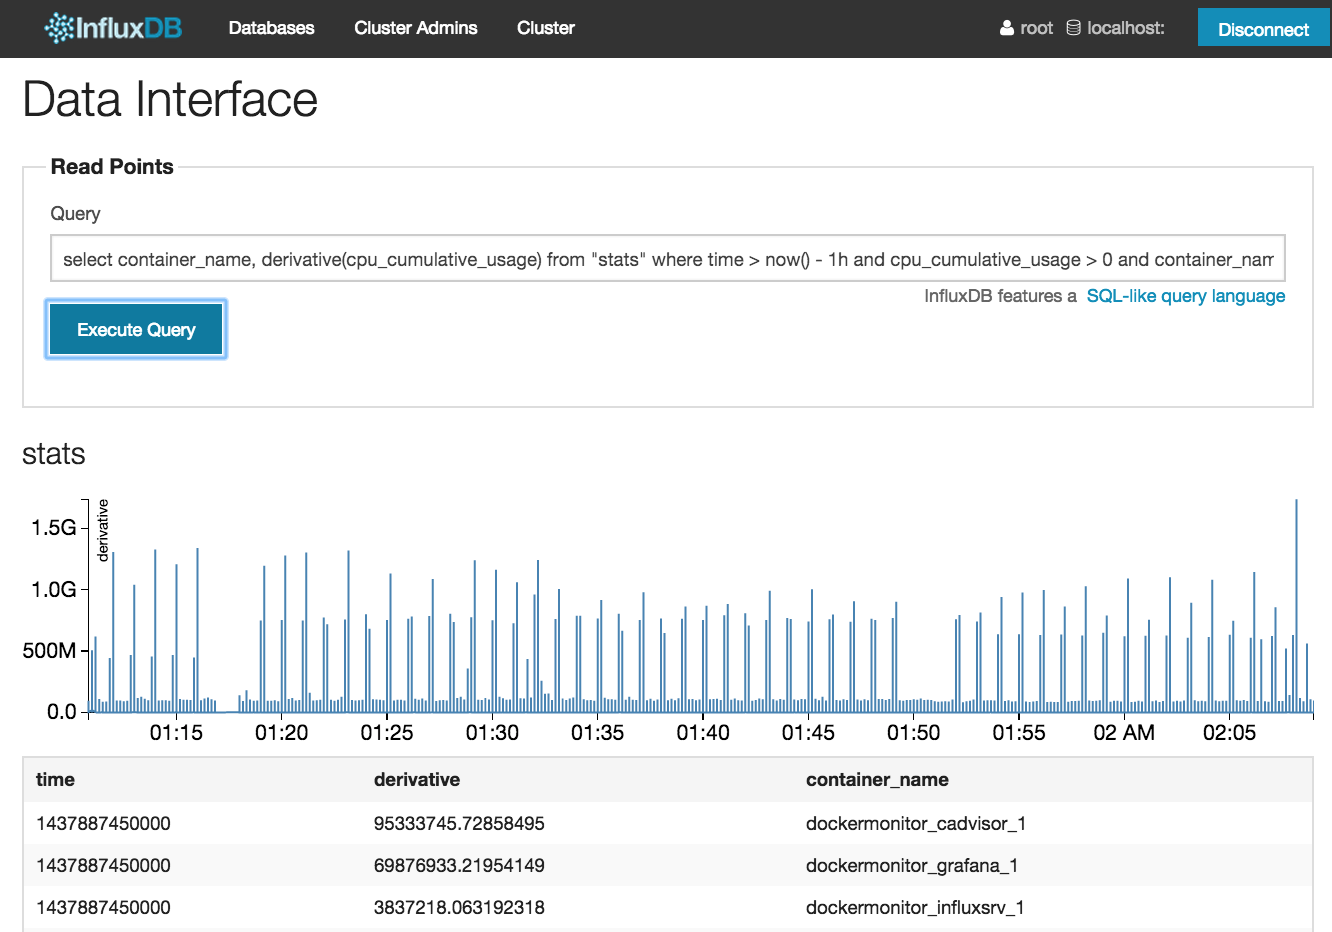 InfluxDB Databases Cluster Admins Cluster root localhost: Disconnect
Data Interface
Read Points
Query
select container_name, derivative(cpu_cumulative_usage) from "stats" where time > now() - 1h and cpu_cumulative_usage > 0 and container_nam
InfluxDB features a SQL-like query language
Execute Query
stats
derivative
1.5G
1.0G
500M
0.0
01:15 01:20 01:25 01:30 01:35 01:40 01:45 01:50 01:55 02 AM 02:05
time derivative container_name
1437887450000 95333745.72858495 dockermonitor_cadvisor_1
1437887450000 69876933.21954149 dockermonitor_grafana_1
1437887450000 3837218.063192318 dockermonitor_influxsrv_1